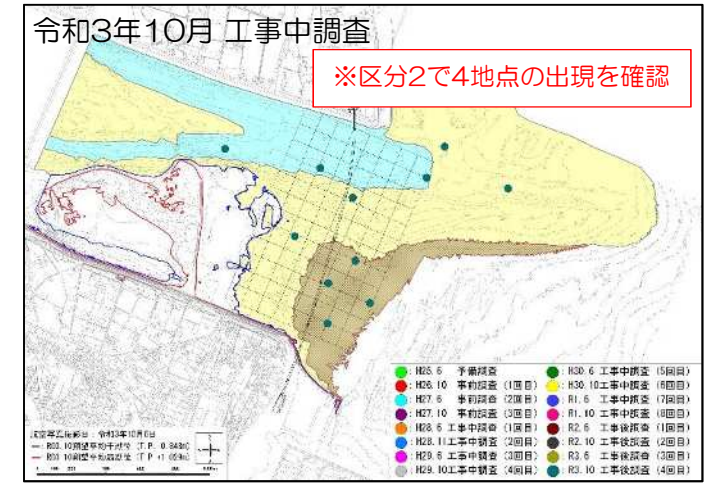 令和3年10月 工事中調査
※区分2で4地点の出現を確認
: H25.6 予備調査
: H26.10 事前調査 (1回目)
: H27.6 事前調査 (2回目)
: H27.10 事前調査 (3回目)
: H28.6 工事中調査 (1回目)
: H28.11工事中調査 (2回目)
: H29.6 工事中調査 (3回目)
: H29.10工事中調査 (4回目)
: H30.6 工事中調査 (5回目)
: H30.10工事中調査 (6回目)
: R1.6 工事中調査 (7回目)
: R1.10 工事中調査 (8回目)
: R2.6 工事後調査 (1回目)
: R2.10 工事後調査 (2回目)
: R3.6 工事後調査 (3回目)
: R3.10 工事後調査 (4回目)